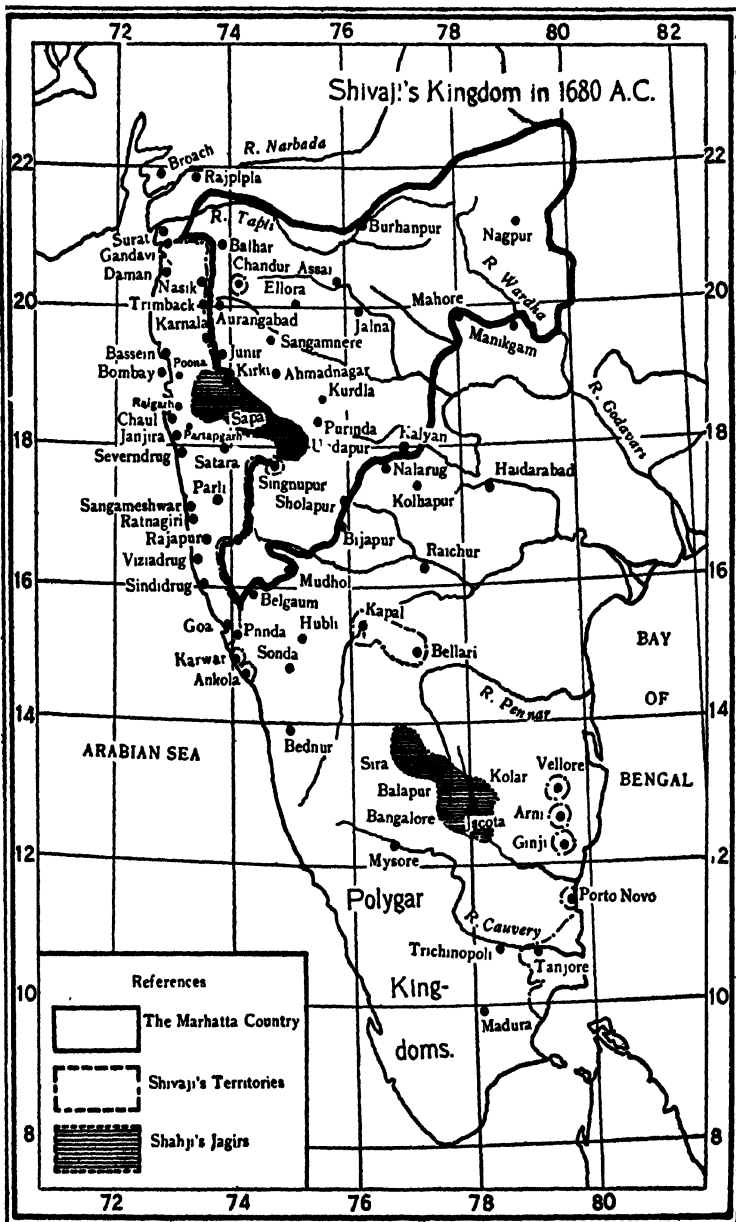 72 74 76 78 80 82
Shivaji's Kingdom in 1680 A.C.
R. Narbada
Broach
Rajplpla
22 22
R. Tapti
Burhanpur
Nagpur
Surat
Balhar
Gandavi
Chandur
Assai
Daman
Ellora
R. Wardha
Nasik
Mahore
20 20
Trimback
Aurangabad
Jalna
Manikgam
Karnala
Sangamnere
Bassein
Junir
Poona
Bombay
Kirki
Ahmadnagar
Kurdla
R. Godavari
Raigarh
Sapa
Chaul
Purinda
Kalyan
Janjira
Partapgarh
18 18
Severndrug
Satara
Nalarug
Haidarabad
Singnupur
Parli
Sholapur
Kolhapur
Sangameshwar
Ratnagiri
Rajapur
Bijapur
Raichur
Viziadrug
16 16
Mudhol
Sindidrug
Belgaum
Kapal
Goa
Ponda
Hubli
BAY
Karwar
Sonda
Bellari
Ankola
OF
14 14
R. Pennar
Bednur
ARABIAN SEA
Sira
Kolar
Vellore
BENGAL
Balapur
Arni
Bangalore
Ginji
12 12
Mysore
Polygar
Porto Novo
R. Cauvery
Trichinopoli
Tanjore
References
King-
10 10
The Marhatta Country
Madura
doms.
Shivaji's Territories
8 8
Shahji's Jagirs
72 74 76 78 80